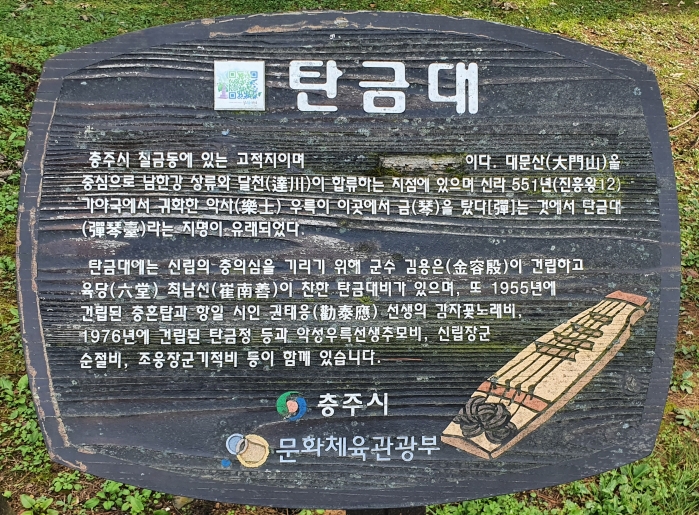 탄금대
충주시 칠금동에 있는 고적지이며 이다. 대문산(大門山)을
중심으로 남한강 상류와 달천(達川)이 합류하는 지점에 있으며 신라 551년(진흥왕12)
가야국에서 귀화한 악사(樂士) 우륵이 이곳에서 금(琴)을 탔다[彈]는 것에서 탄금대
(彈琴臺)라는 지명이 유래되었다.
탄금대에는 신립의 충의심을 기리기 위해 군수 김용은(金容殷)이 건립하고
육당(六堂) 최남선(崔南善)이 찬한 탄금대비가 있으며, 또 1955년에
건립된 충혼탑과 항일 시인 권태응(勸泰應) 선생의 감자꽃노래비,
1976년에 건립된 탄금정 등과 악성우륵선생추모비, 신립장군
순절비, 조웅장군기적비 등이 함께 있습니다.
충주시
문화체육관광부